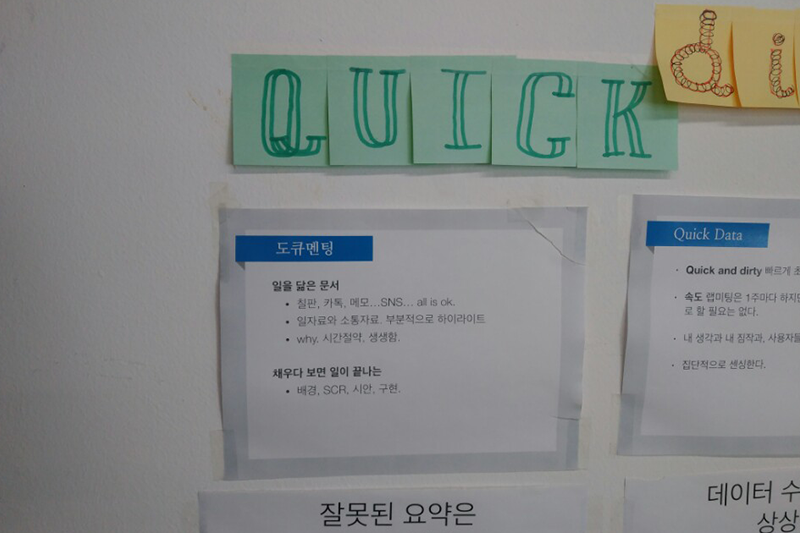 QUICK
di
도큐멘팅
일을 닮은 문서
• 칠판, 카톡, 메모...SNS... all is ok.
• 일자료와 소통자료. 부분적으로 하이라이트
• why. 시간절약, 생생함.
채우다 보면 일이 끝나는
• 배경, SCR, 시안, 구현.
Quick Data
• Quick and dirty 빠르게
• 속도 랩미팅은 1주마다 하지만
로 할 필요는 없다.
• 내 생각과 내 짐작과, 사용자들
• 집단적으로 센싱한다.
잘못된 요약은
데이터 수
상상